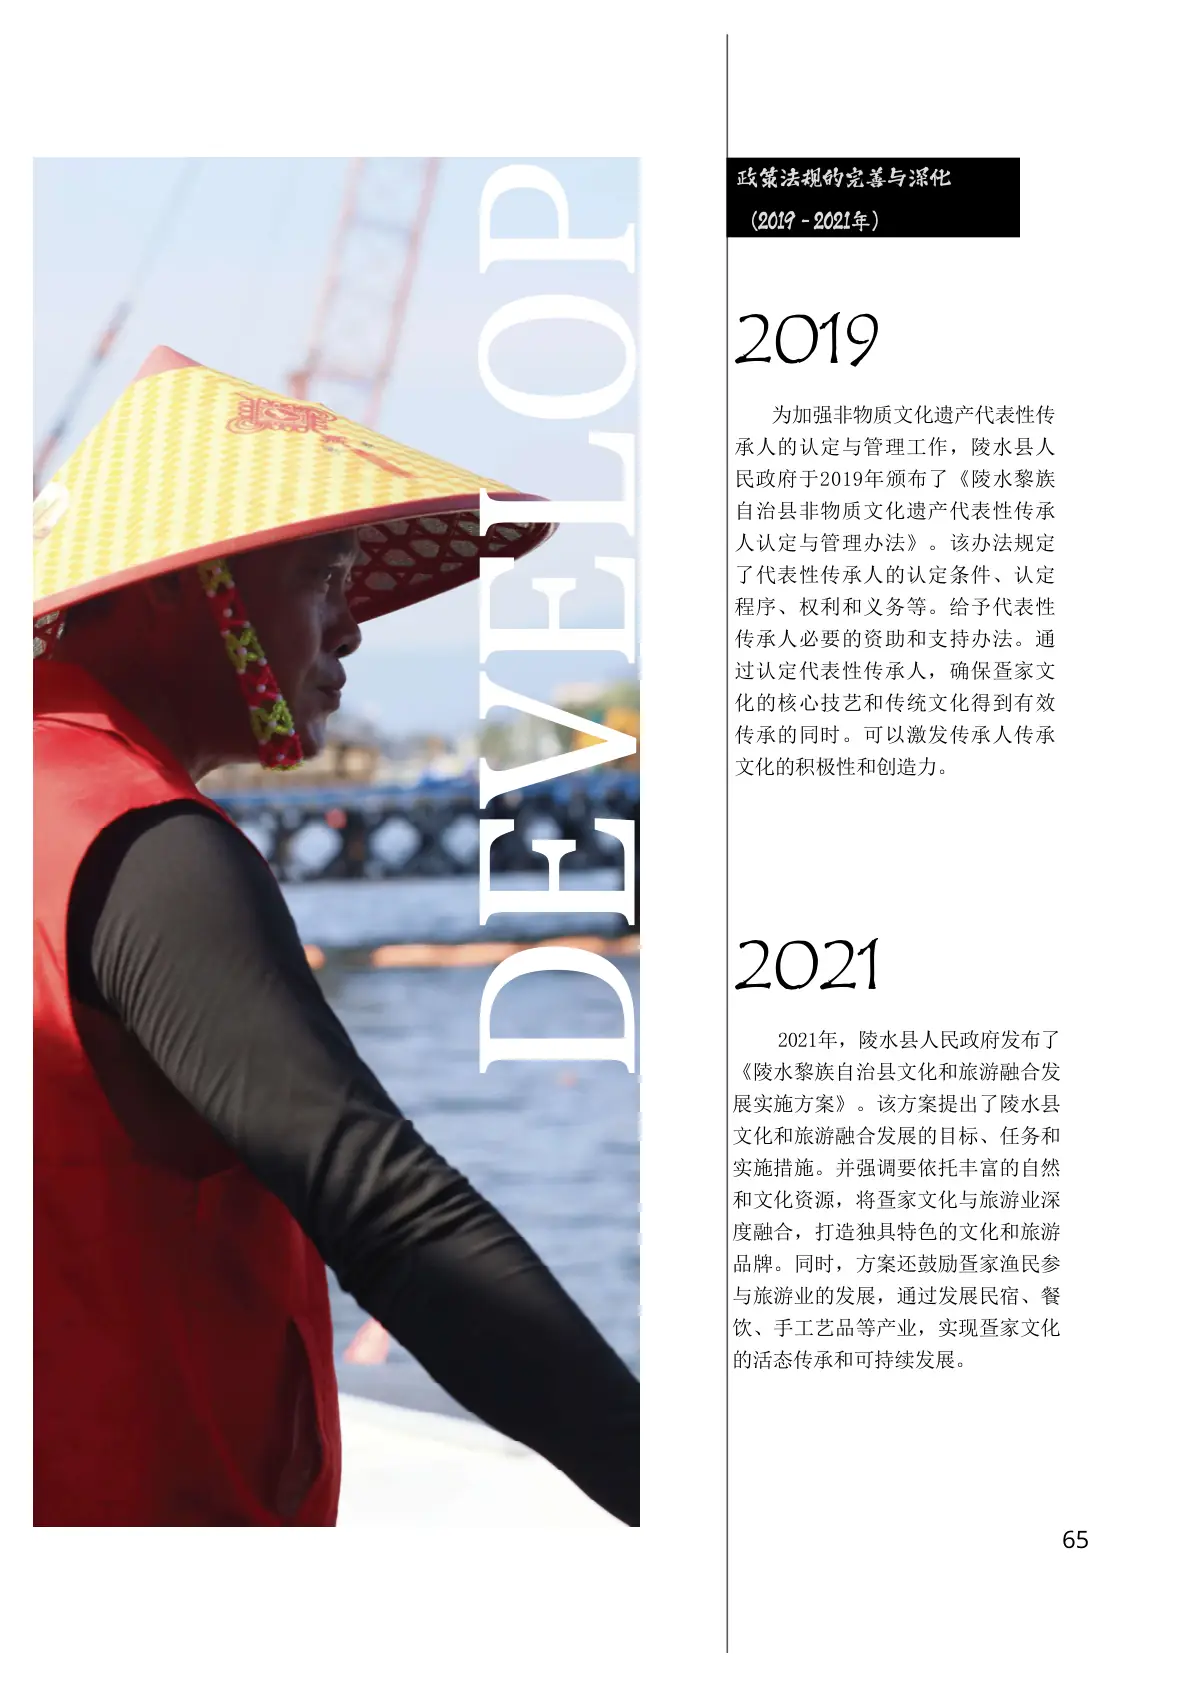 DEVELOP
政策法规的完善与深化
（2019 - 2021年）
2019
为加强非物质文化遗产代表性传
承人的认定与管理工作，陵水县人
民政府于2019年颁布了《陵水黎族
自治县非物质文化遗产代表性传承
人认定与管理办法》。该办法规定
了代表性传承人的认定条件、认定
程序、权利和义务等。给予代表性
传承人必要的资助和支持办法。通
过认定代表性传承人，确保疍家文
化的核心技艺和传统文化得到有效
传承的同时。可以激发传承人传承
文化的积极性和创造力。
2021
2021年，陵水县人民政府发布了
《陵水黎族自治县文化和旅游融合发
展实施方案》。该方案提出了陵水县
文化和旅游融合发展的目标、任务和
实施措施。并强调要依托丰富的自然
和文化资源，将疍家文化与旅游业深
度融合，打造独具特色的文化和旅游
品牌。同时，方案还鼓励疍家渔民参
与旅游业的发展，通过发展民宿、餐
饮、手工艺品等产业，实现疍家文化
的活态传承和可持续发展。
65